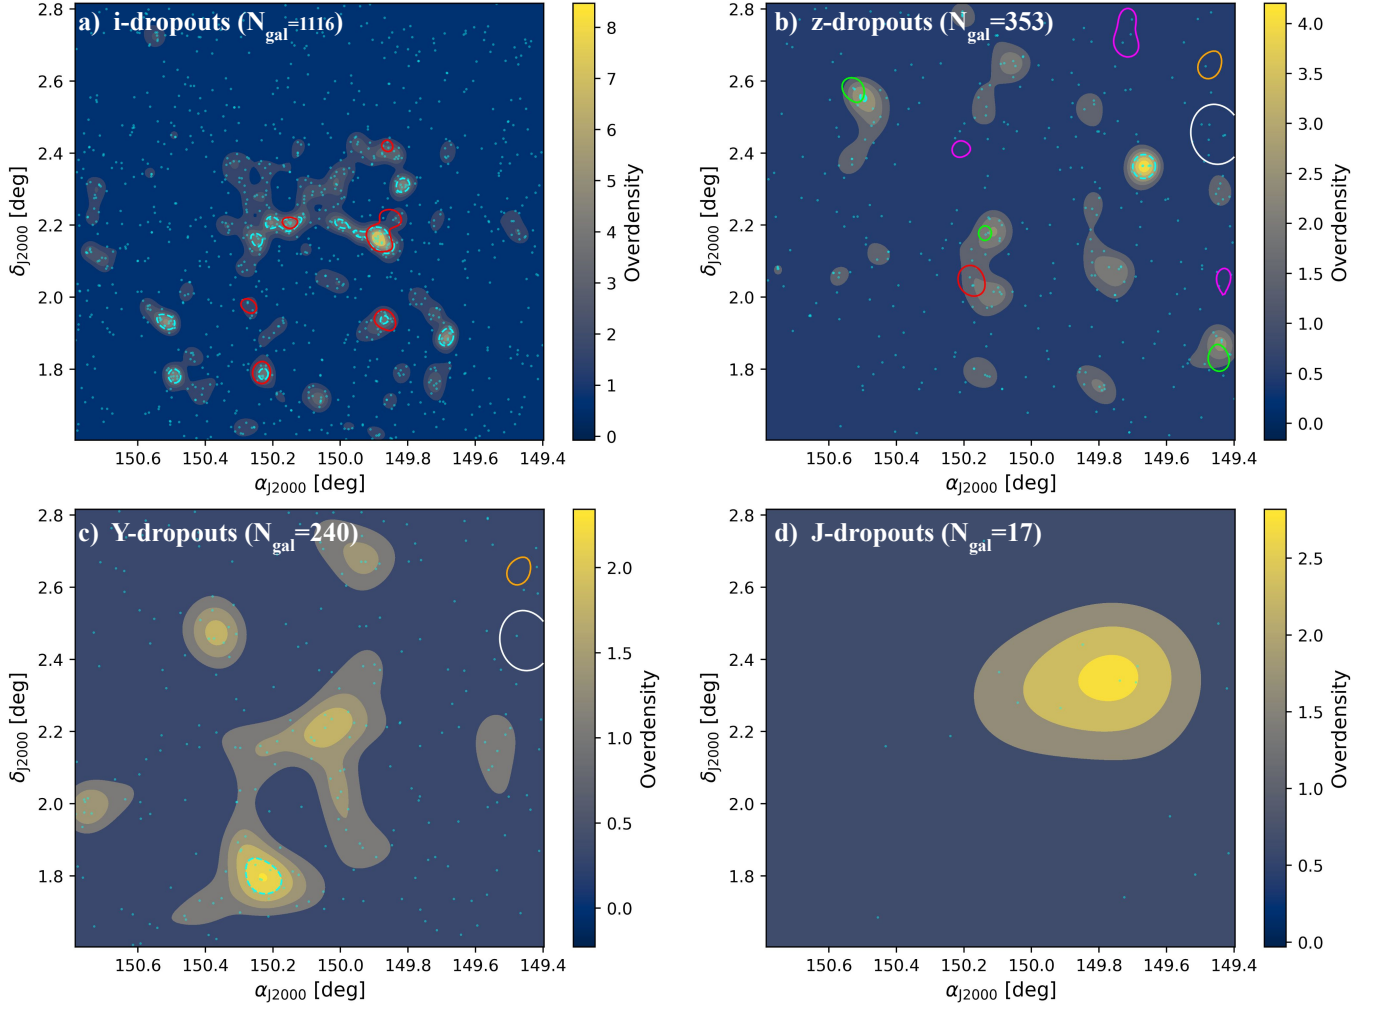 a) i-dropouts (Ngal=1116)
2.8
2.6
2.4
2.2
2.0
1.8
δJ2000 [deg]
150.6 150.4 150.2 150.0 149.8 149.6 149.4
αJ2000 [deg]
8
7
6
5
4
3
2
1
0
Overdensity
b) z-dropouts (Ngal=353)
2.8
2.6
2.4
2.2
2.0
1.8
δJ2000 [deg]
150.6 150.4 150.2 150.0 149.8 149.6 149.4
αJ2000 [deg]
4.0
3.5
3.0
2.5
2.0
1.5
1.0
0.5
0.0
Overdensity
c) Y-dropouts (Ngal=240)
2.8
2.6
2.4
2.2
2.0
1.8
δJ2000 [deg]
150.6 150.4 150.2 150.0 149.8 149.6 149.4
αJ2000 [deg]
2.0
1.5
1.0
0.5
0.0
Overdensity
d) J-dropouts (Ngal=17)
2.8
2.6
2.4
2.2
2.0
1.8
δJ2000 [deg]
150.6 150.4 150.2 150.0 149.8 149.6 149.4
αJ2000 [deg]
2.5
2.0
1.5
1.0
0.5
0.0
Overdensity